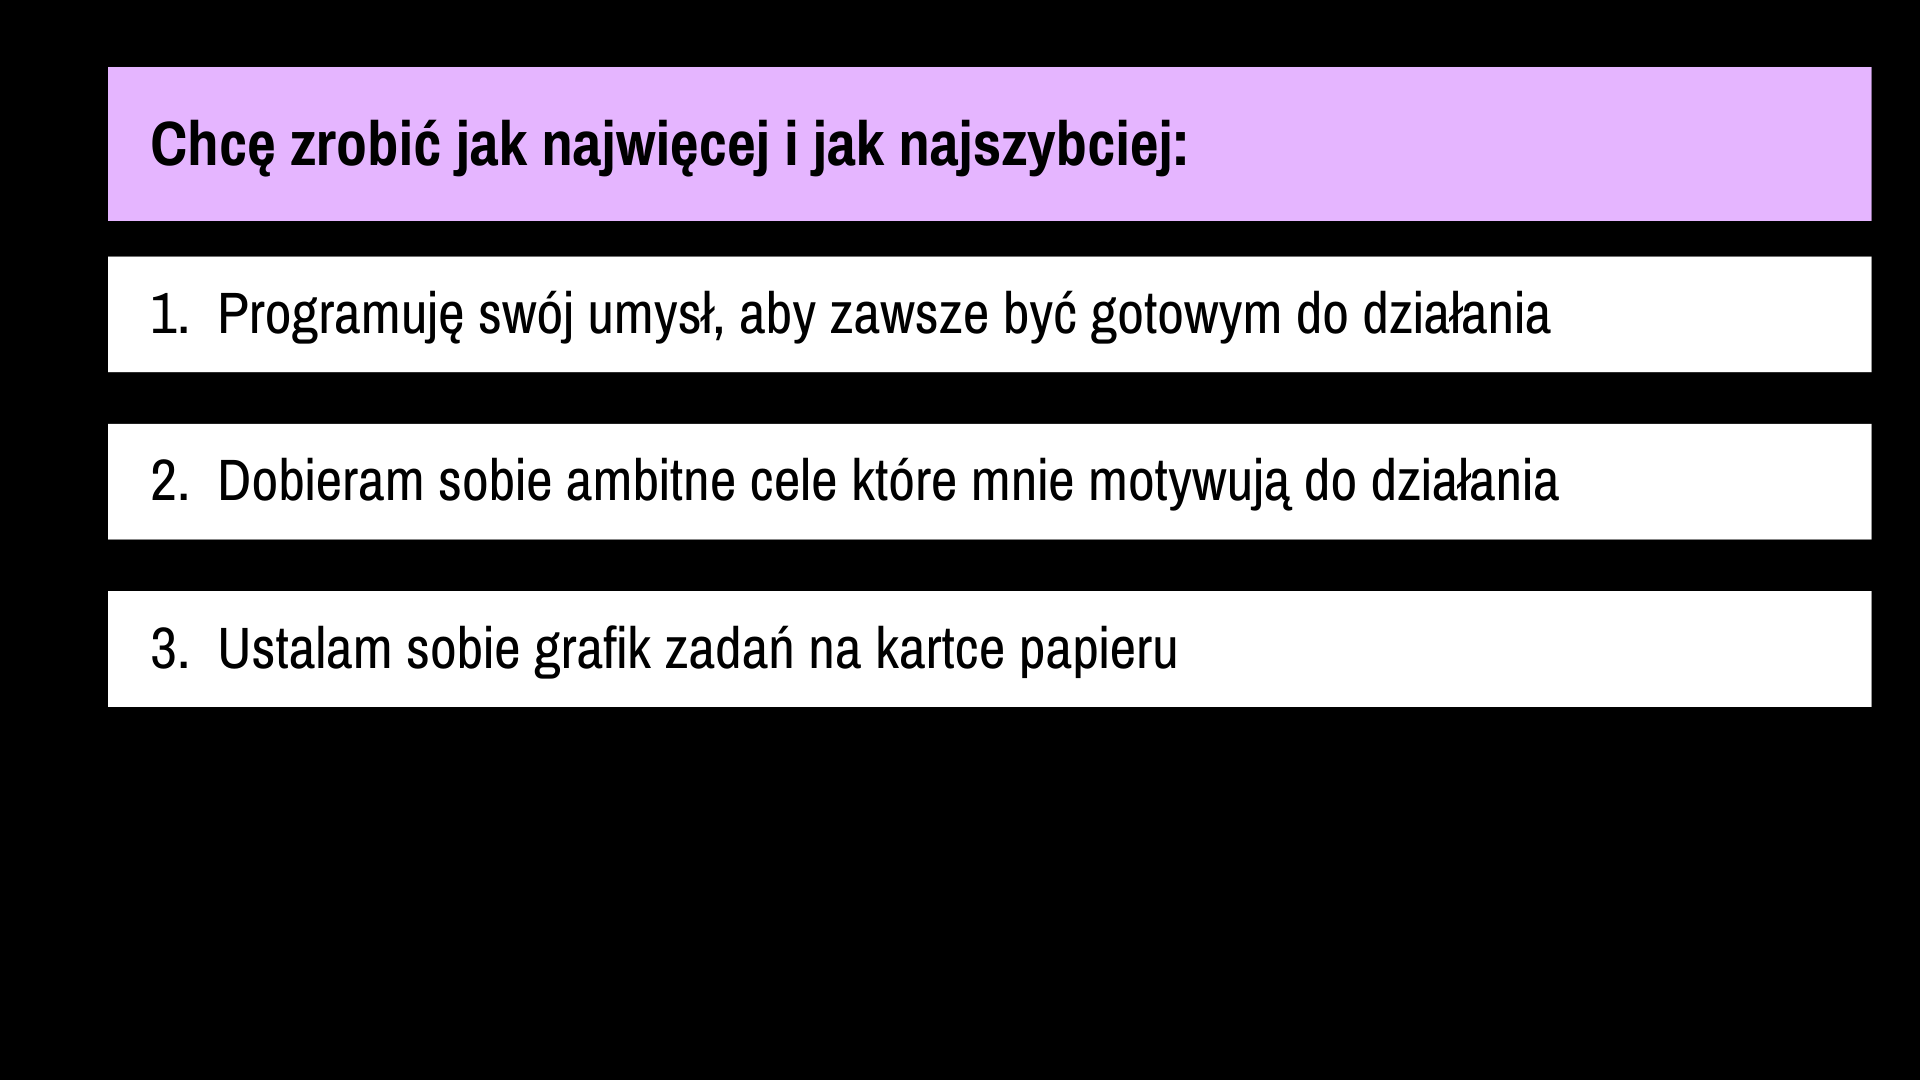 Chcę zrobić jak najwięcej i jak najszybciej:
1. Programuję swój umysł, aby zawsze być gotowym do działania
2. Dobieram sobie ambitne cele które mnie motywują do działania
3. Ustalam sobie grafik zadań na kartce papieru